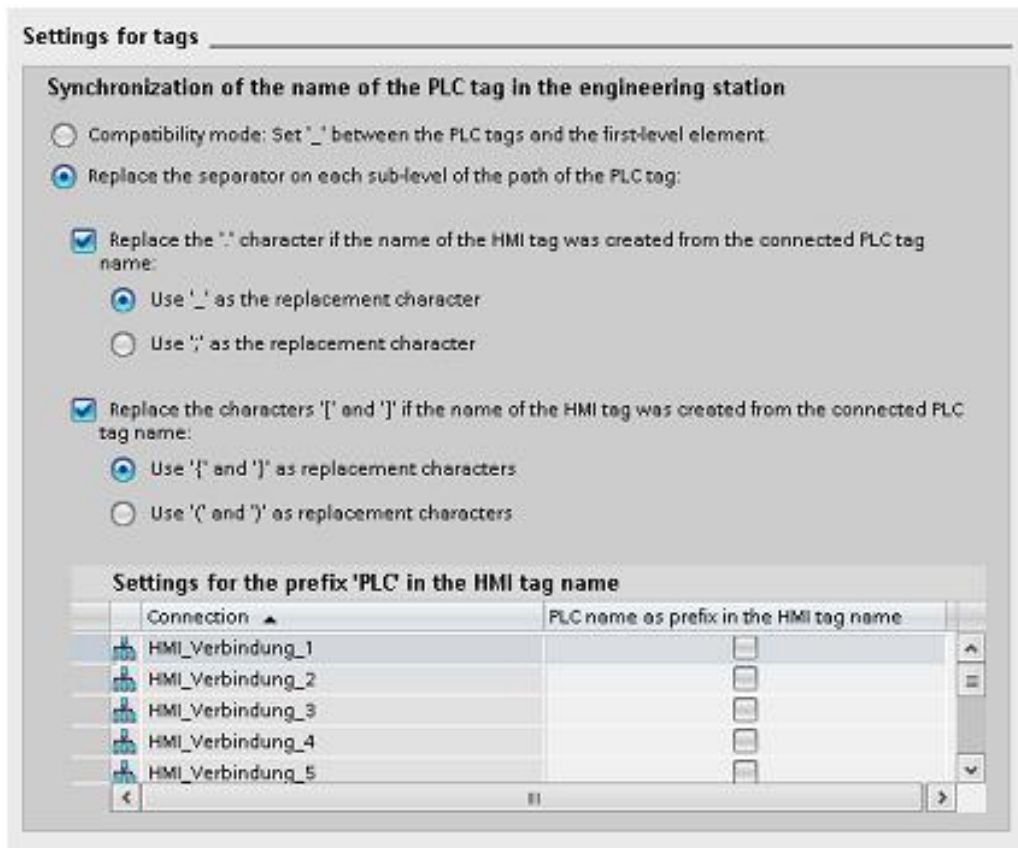 Settings for tags
Synchronization of the name of the PLC tag in the engineering station
Compatibility mode: Set '_' between the PLC tags and the first-level element.
Replace the separator on each sub-level of the path of the PLC tag:
Replace the '.' character if the name of the HMI tag was created from the connected PLC tag
name:
Use '_' as the replacement character
Use ';' as the replacement character
Replace the characters '[' and ']' if the name of the HMI tag was created from the connected PLC
tag name:
Use '{' and '}' as replacement characters
Use '(' and ')' as replacement characters
Settings for the prefix 'PLC' in the HMI tag name
Connection PLC name as prefix in the HMI tag name
HMI_Verbindung_1
HMI_Verbindung_2
HMI_Verbindung_3
HMI_Verbindung_4
HMI_Verbindung_5